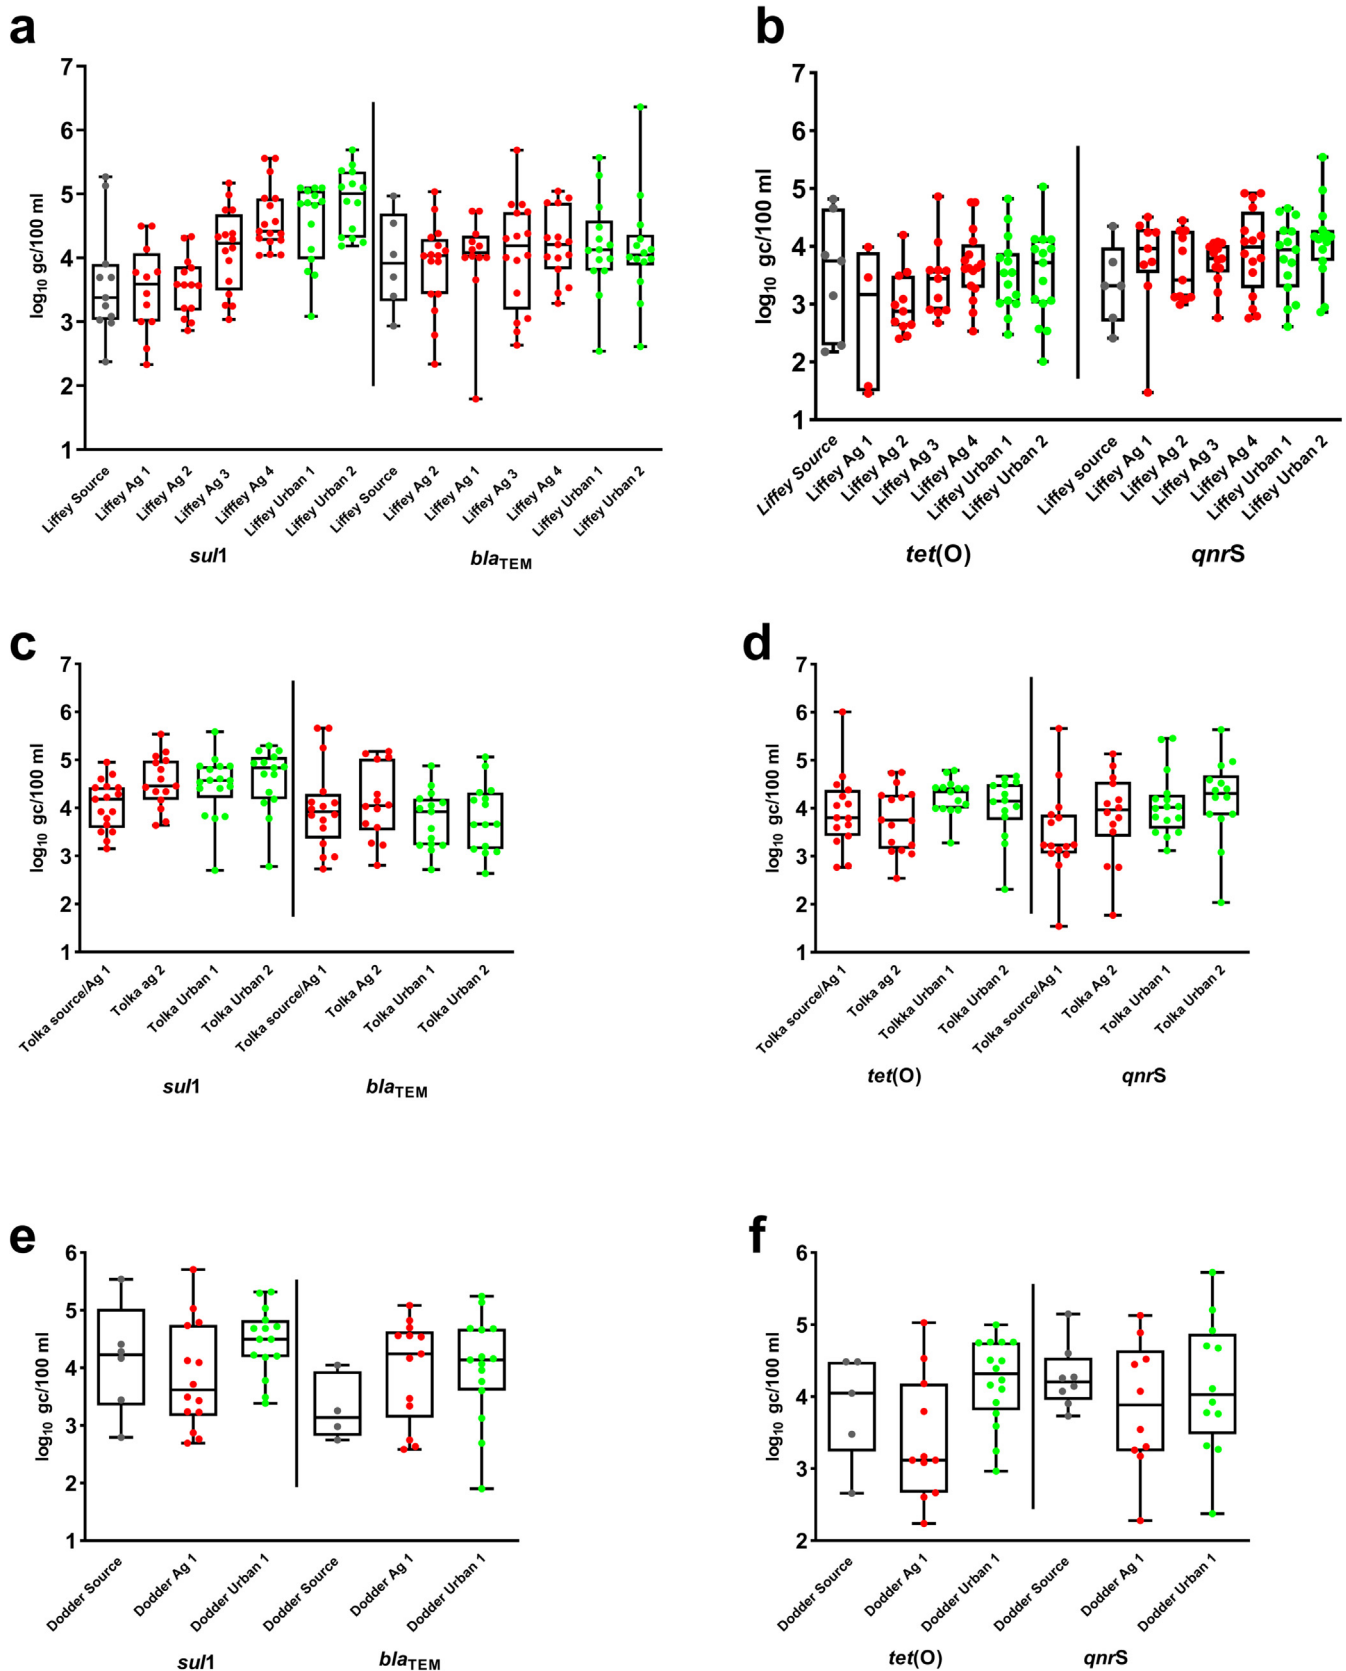 a
7
6
5
4
3
2
1
log10 gc/100 ml
Liffey Source
Liffey Ag 1
Liffey Ag 2
Liffey Ag 3
Lifffey Ag 4
Liffey Urban 1
Liffey Urban 2
Liffey Source
Liffey Ag 2
Liffey Ag 1
Liffey Ag 3
Liffey Ag 4
Liffey Urban 1
Liffey Urban 2
sul1
blaTEM
b
7
6
5
4
3
2
1
log10 gc/100 ml
Liffey Source
Liffey Ag 1
Liffey Ag 2
Liffey Ag 3
Liffey Ag 4
Liffey Urban 1
Liffey Urban 2
Liffey source
Liffey Ag 1
Liffey Ag 2
Liffey Ag 3
Liffey Ag 4
Liffey Urban 1
Liffey Urban 2
tet(O)
qnrS
c
7
6
5
4
3
2
1
log10 gc/100 ml
Tolka source/Ag 1
Tolka ag 2
Tolka Urban 1
Tolka Urban 2
Tolka source/Ag 1
Tolka Ag 2
Tolka Urban 1
Tolka Urban 2
sul1
blaTEM
d
7
6
5
4
3
2
1
log10 gc/100 ml
Tolka source/Ag 1
Tolka ag 2
Tolkka Urban 1
Tolka Urban 2
Tolka source/Ag 1
Tolka Ag 2
Tolka Urban 1
Tolka Urban 2
tet(O)
qnrS
e
6
5
4
3
2
1
log10 gc/100 ml
Dodder Source
Dodder Ag 1
Dodder Urban 1
Dodder Source
Dodder Ag 1
Dodder Urban 1
sul1
blaTEM
f
6
5
4
3
2
log10 gc/100 ml
Dodder Source
Dodder Ag 1
Dodder Urban 1
Dodder Source
Dodder Ag 1
Dodder Urban 1
tet(O)
qnrS